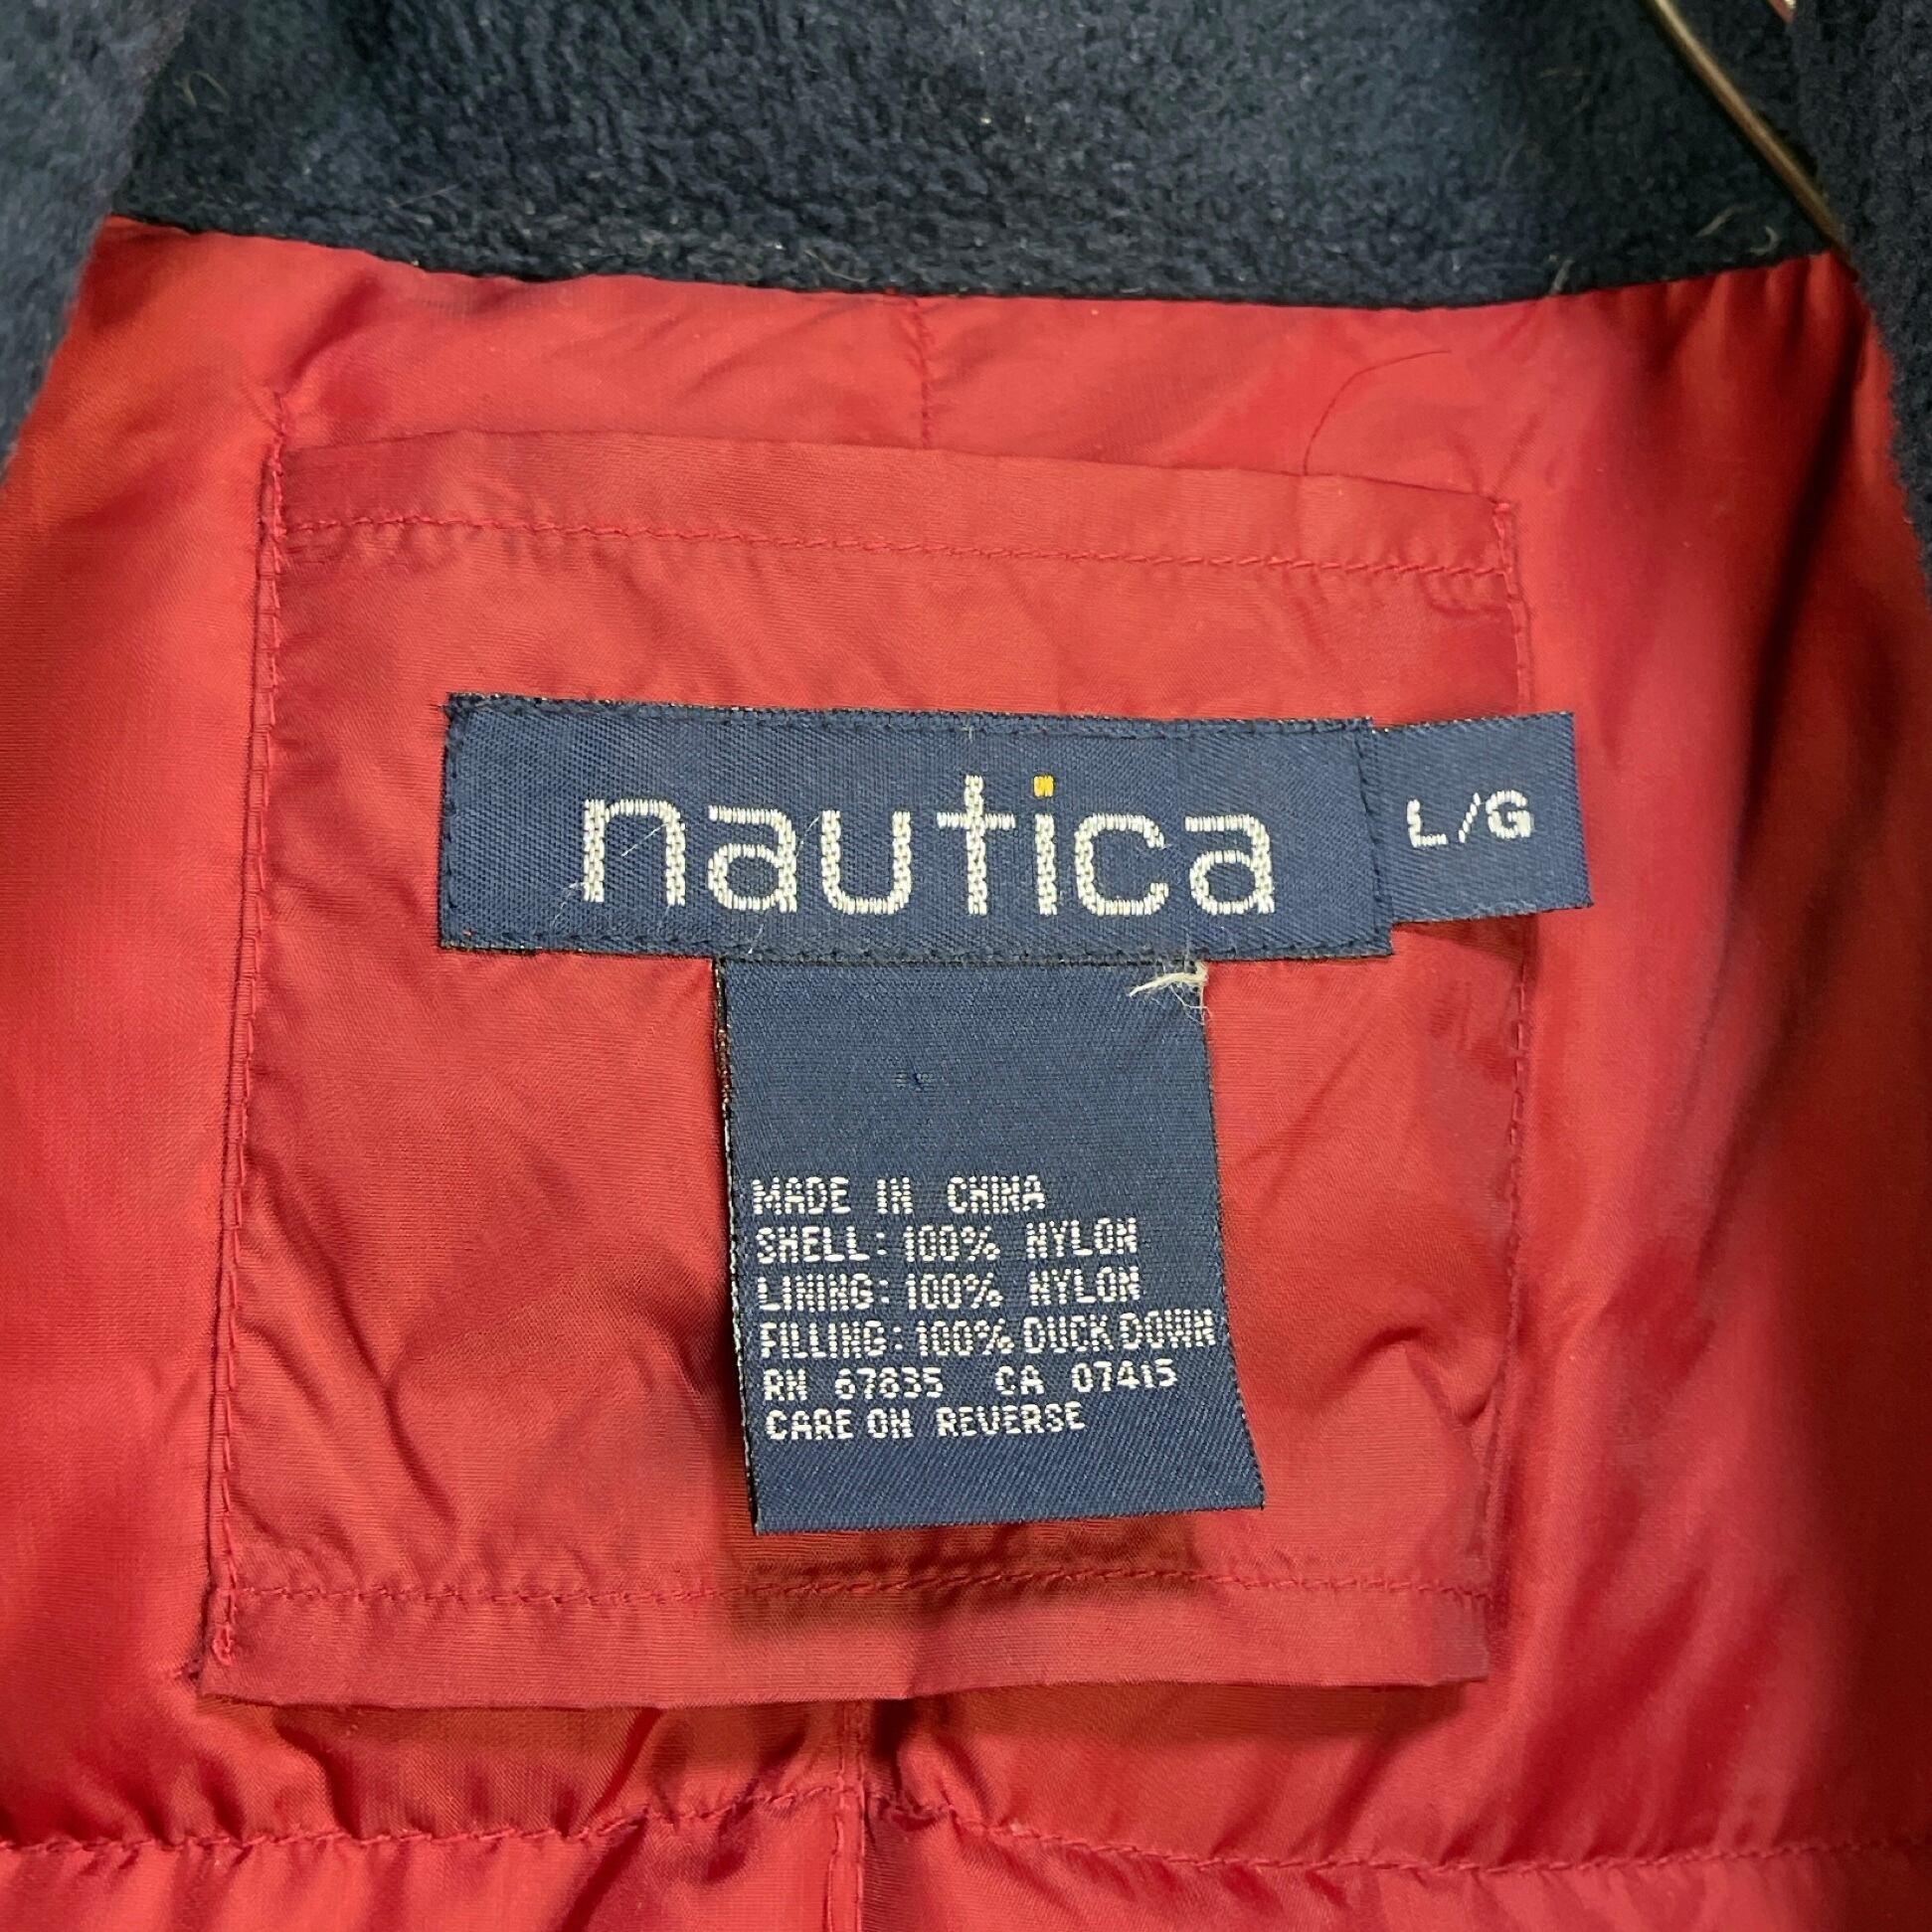 nautica
L/G
MADE IN CHINA
SHELL: 100% NYLON
LINING: 100% NYLON
FILLING: 100% DUCK DOWN
RN 67835 CA 07415
CARE ON REVERSE